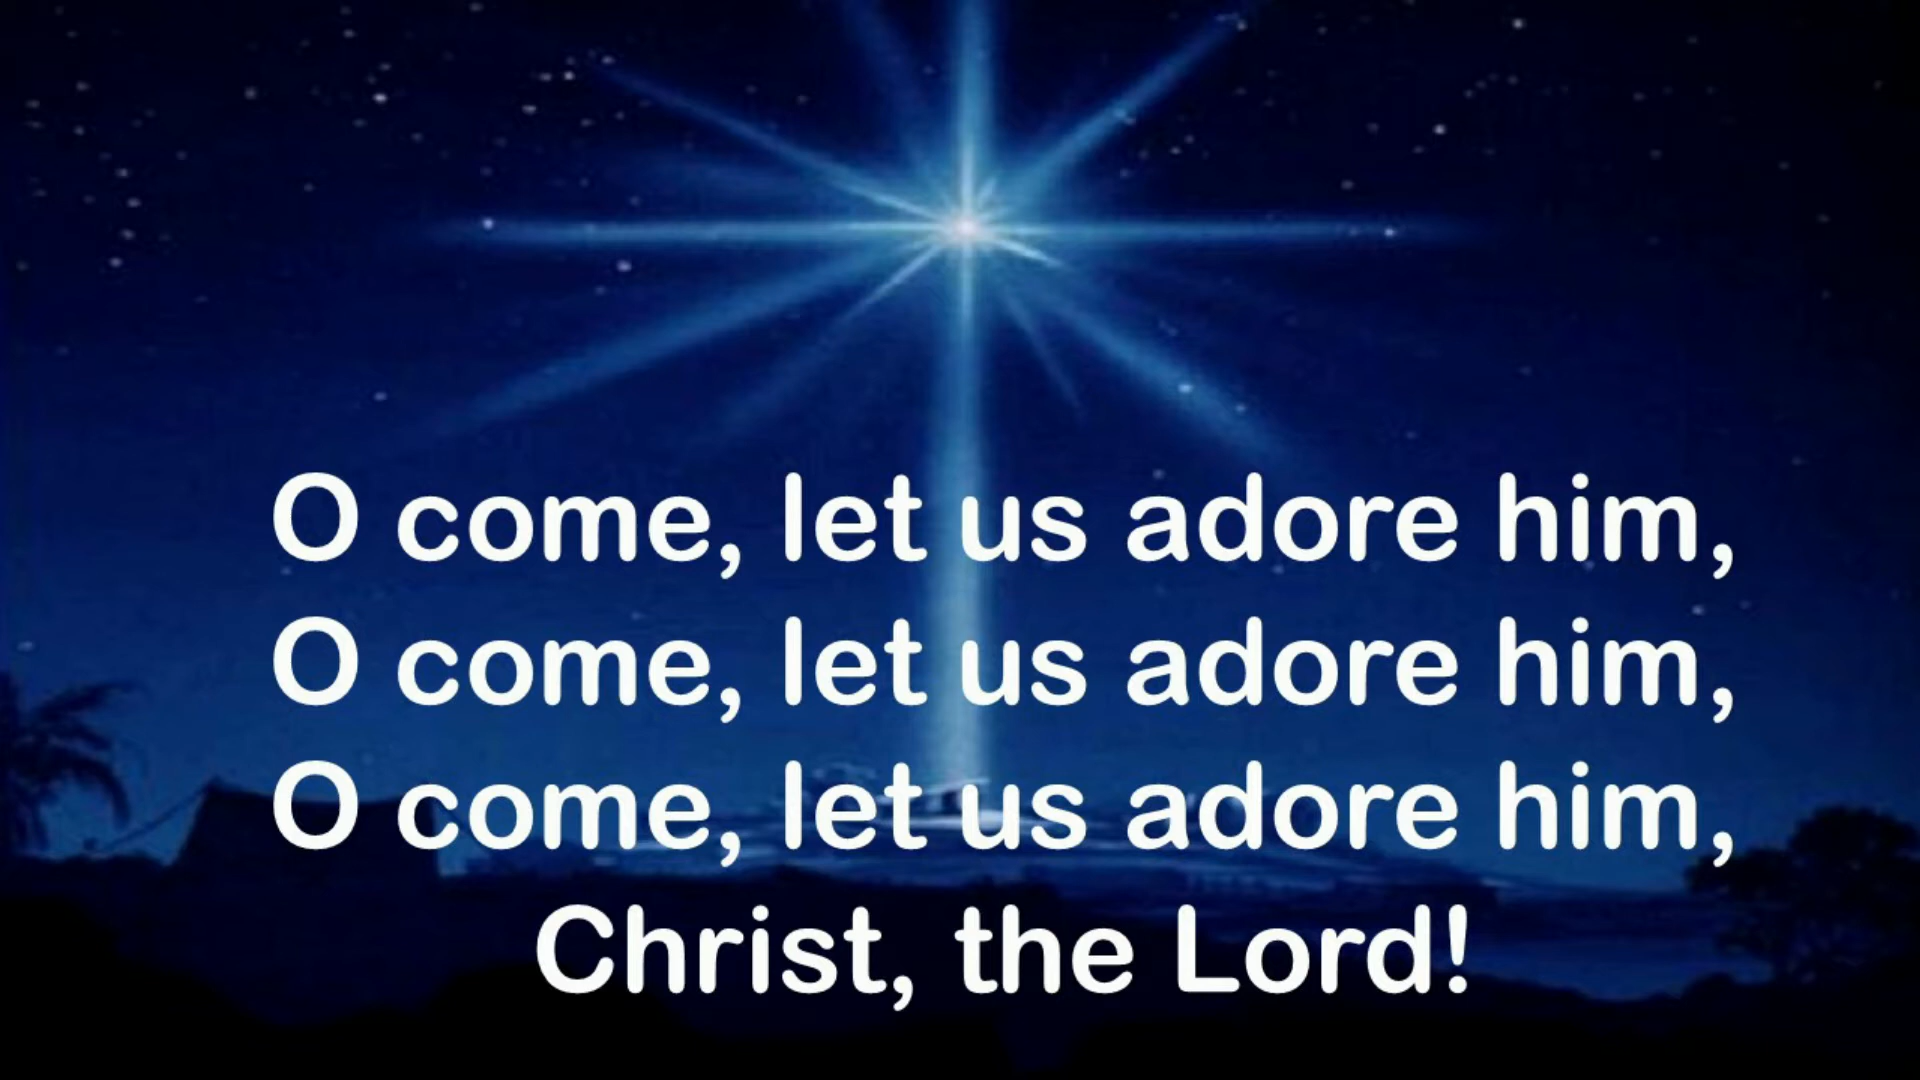 O come, let us adore him,
O come, let us adore him,
O come, let us adore him,
Christ, the Lord!